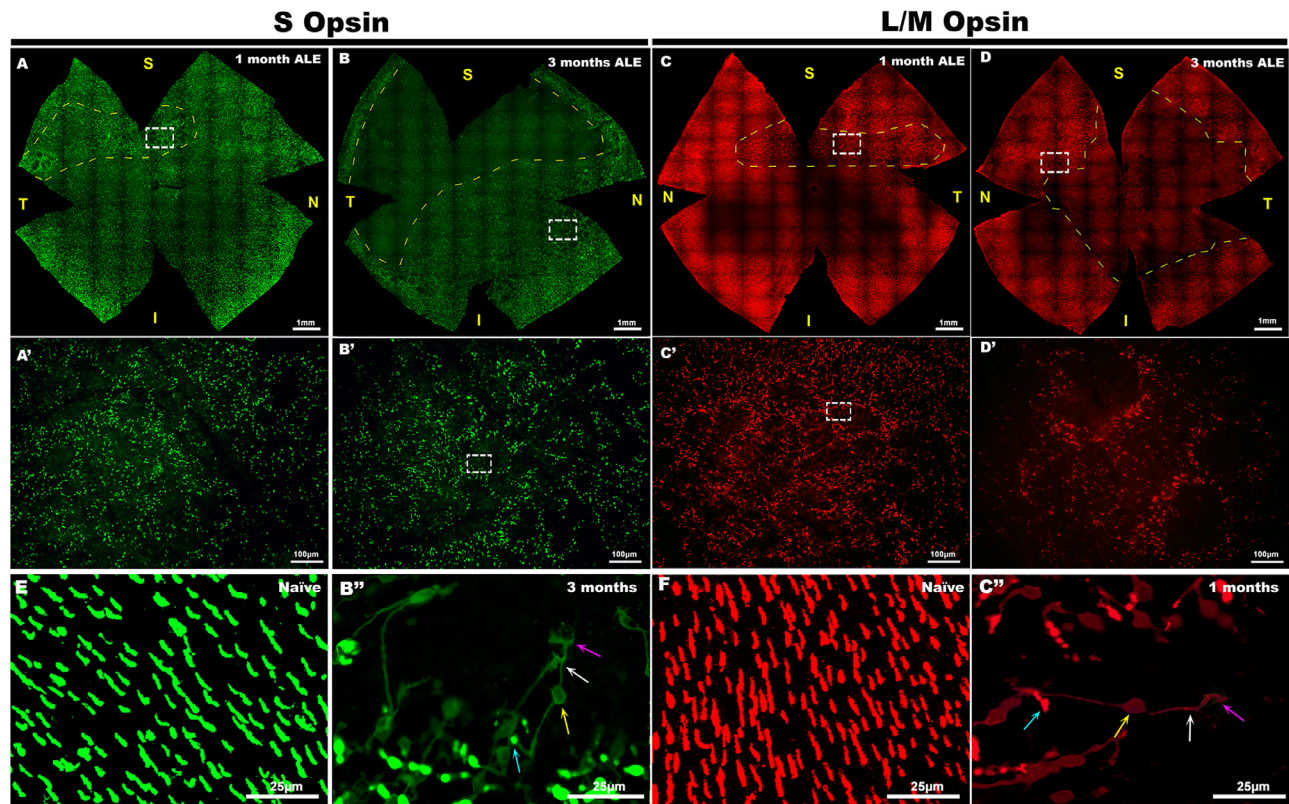 S Opsin
L/M Opsin
A
S
1 month ALE
T
N
I
1mm
B
S
3 months ALE
T
N
I
1mm
C
S
1 month ALE
N
T
I
1mm
D
S
3 months ALE
N
T
I
1mm
A'
100µm
B'
100µm
C'
100µm
D'
100µm
E
Naïve
25µm
B''
3 months
25µm
F
Naïve
25µm
C''
1 months
25µm